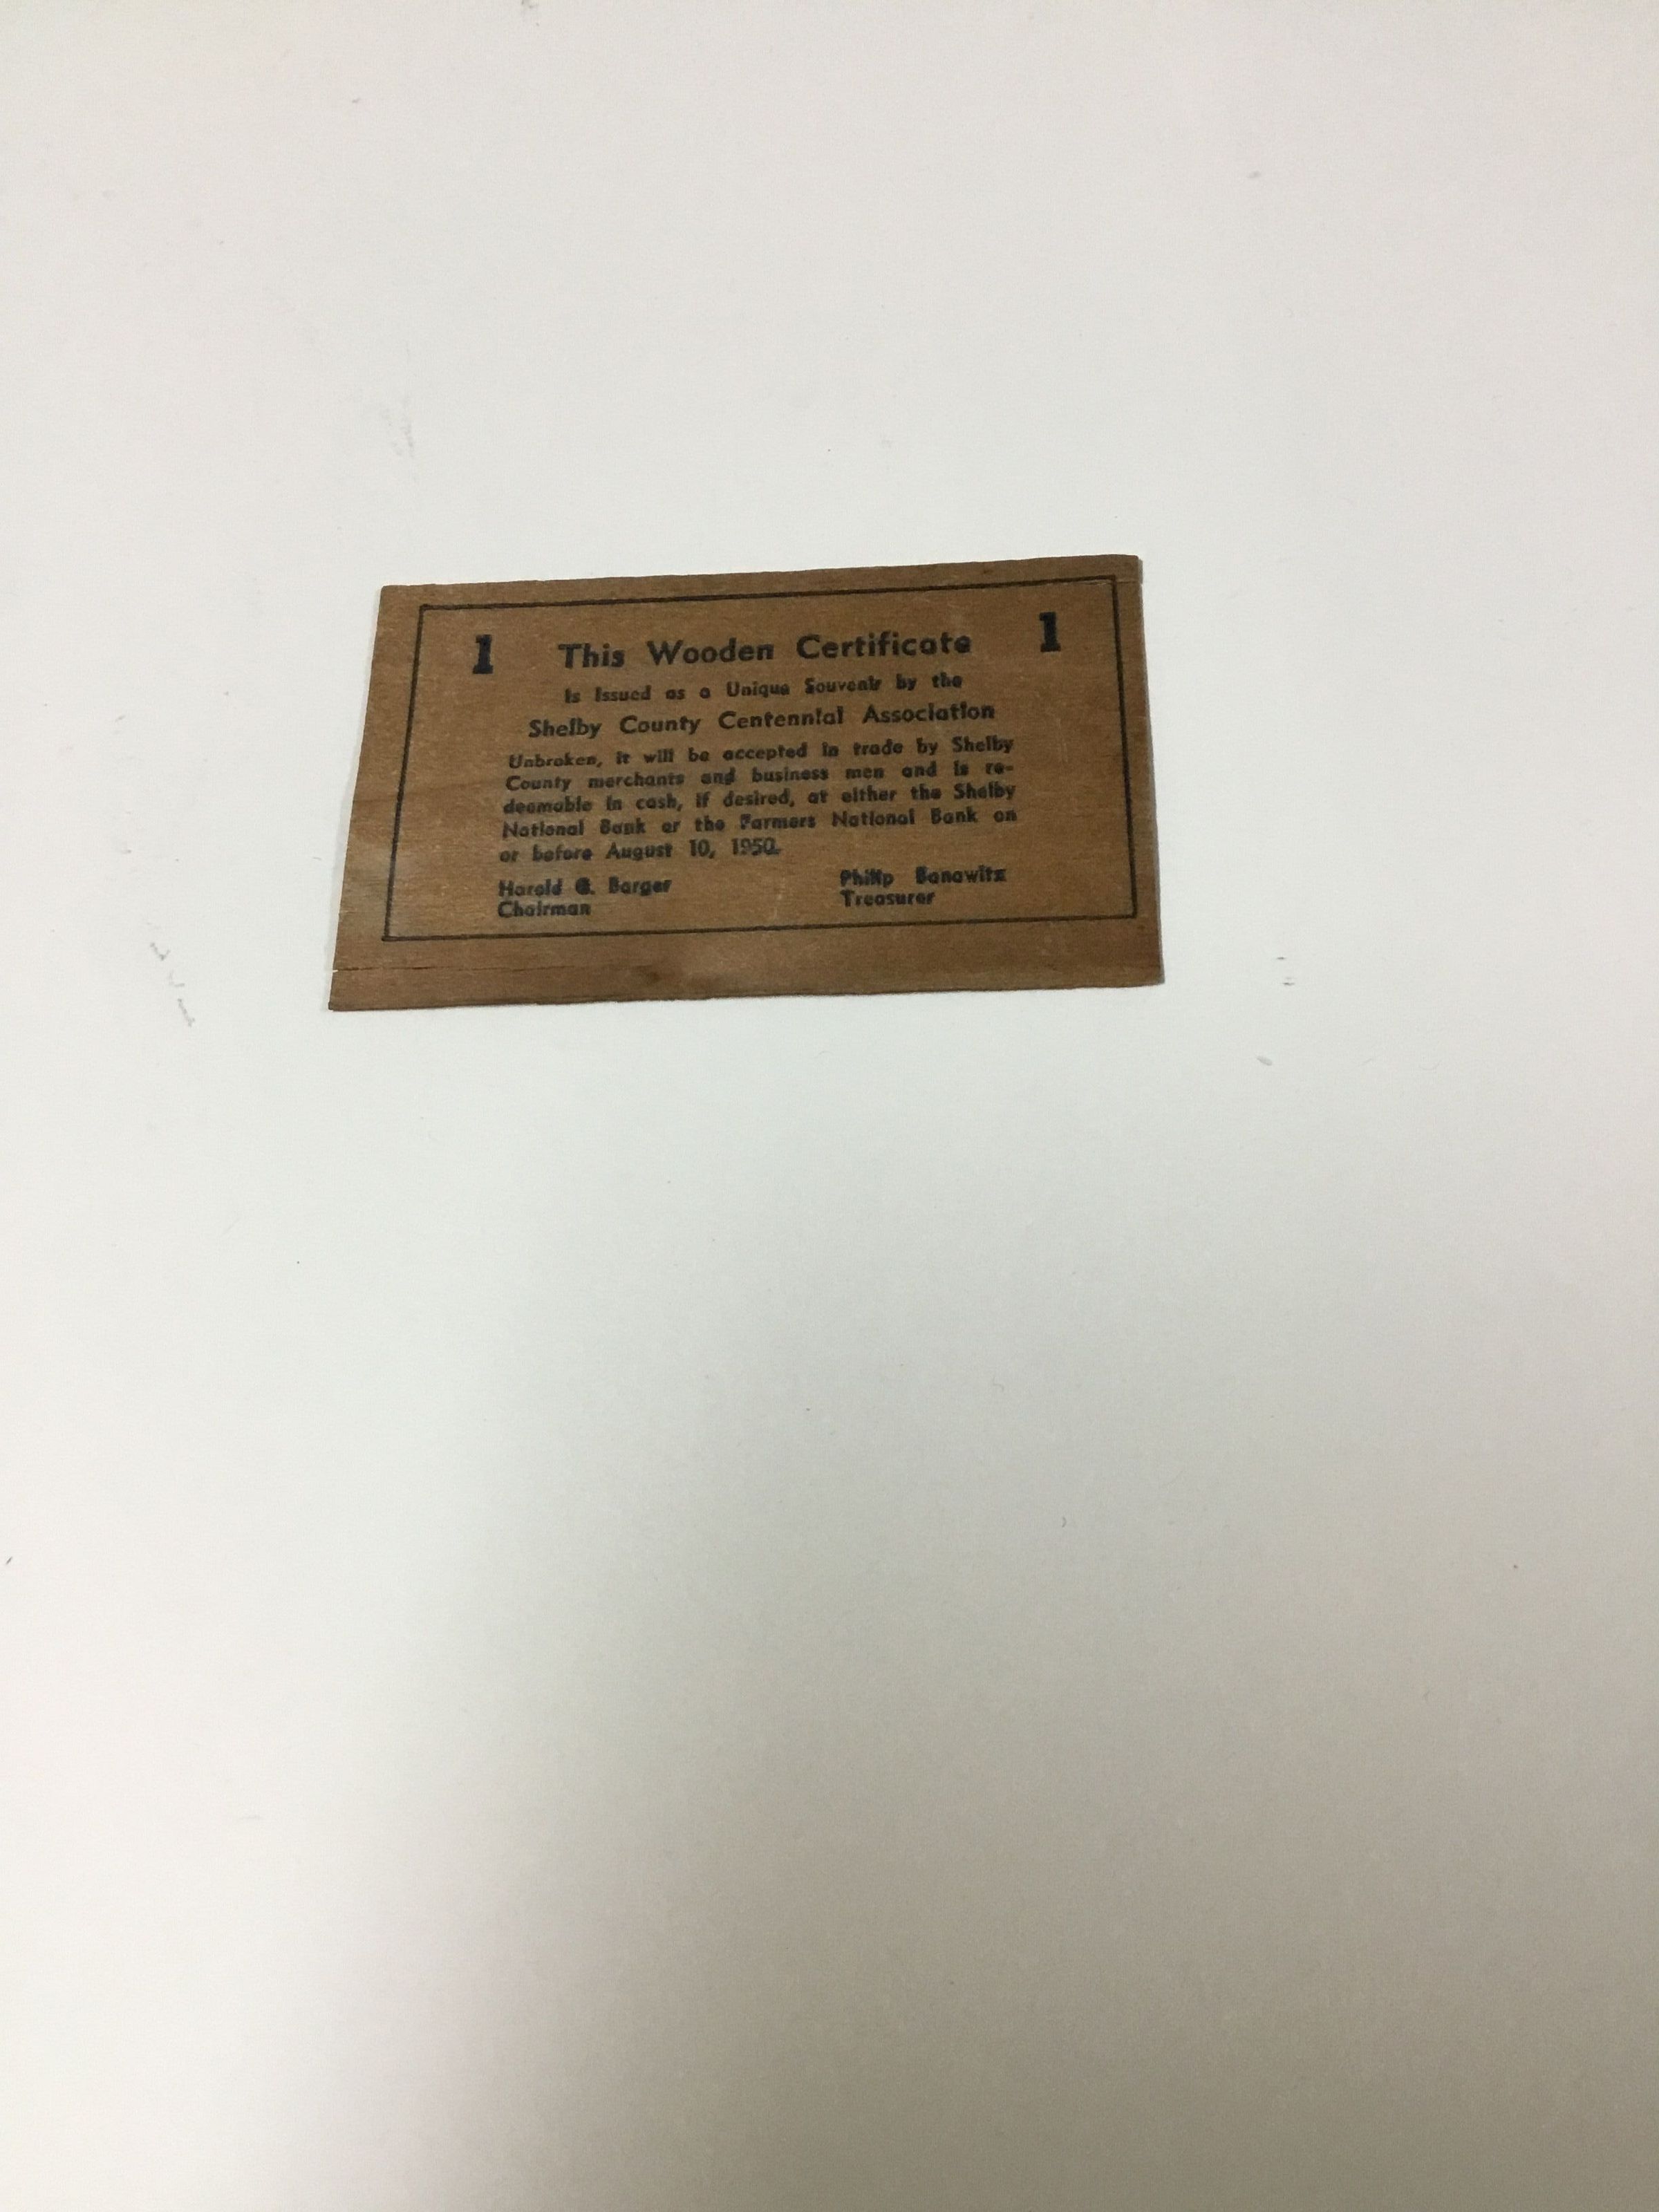 1 This Wooden Certificate 1
Is Issued as a Unique Souvenir by the
Shelby County Centennial Association
Unbroken, it will be accepted in trade by Shelby
County merchants and business men and is re-
deemable in cash, if desired, at either the Shelby
National Bank or the Farmers National Bank on
or before August 10, 1950.
Harold G. Barger Philip Banawitz
Chairman Treasurer